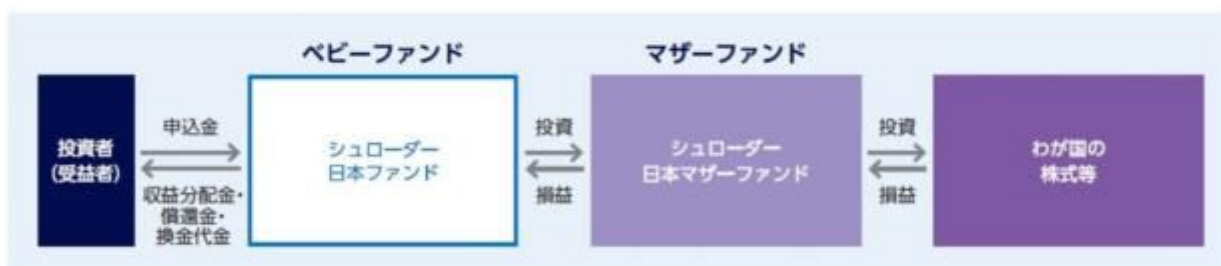 ベビーファンド
マザーファンド
投資者
(受益者)
申込金
収益分配金・
償還金・
換金代金
シュローダー
日本ファンド
投資
損益
シュローダー
日本マザーファンド
投資
損益
わが国の
株式等